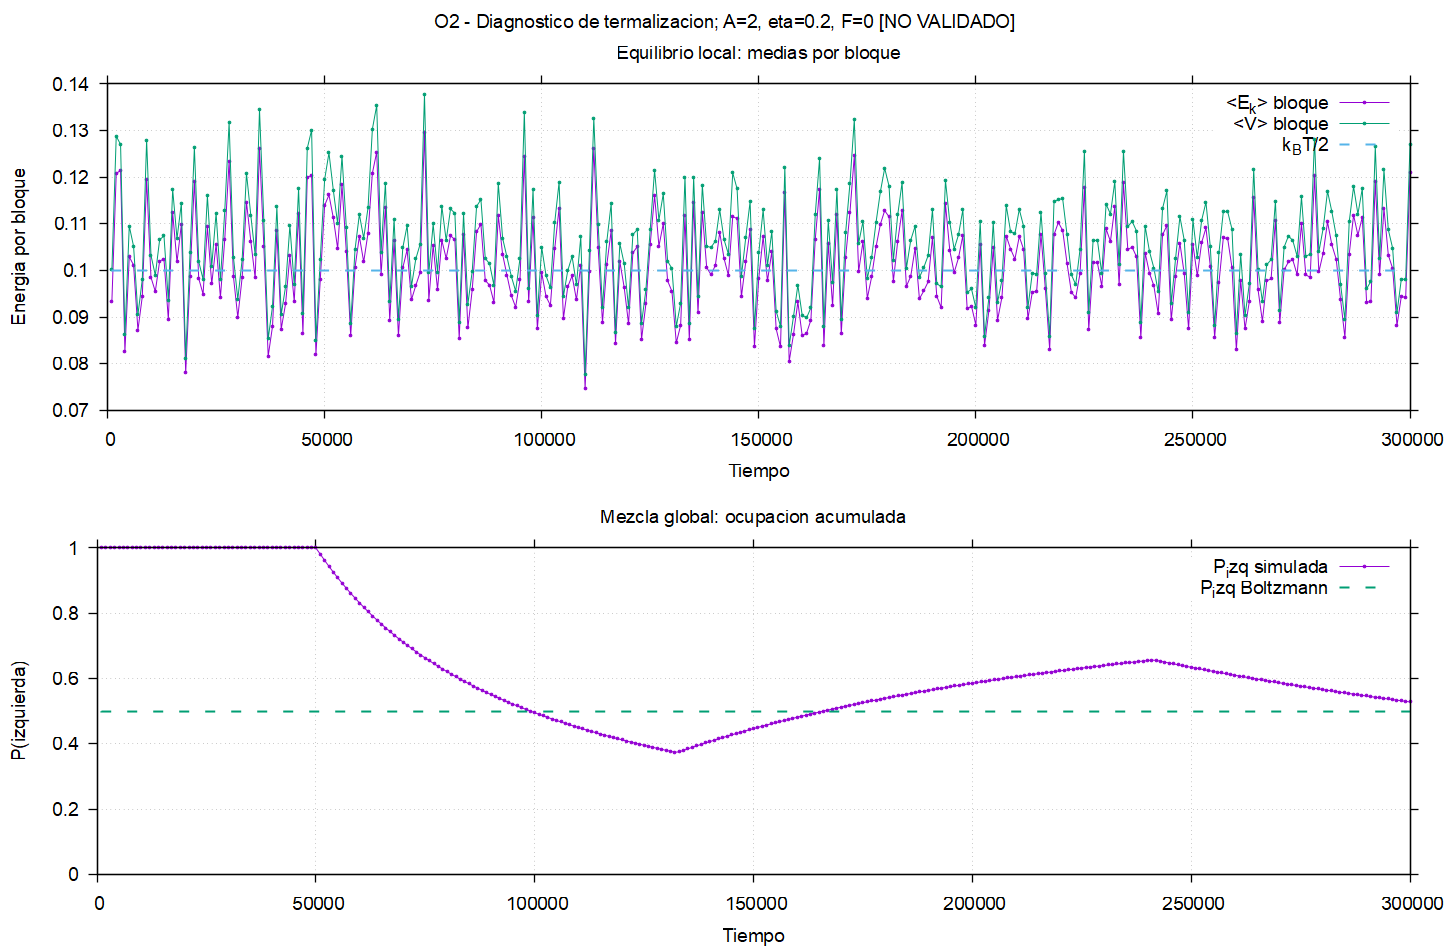 O2 - Diagnostico de termalizacion; A=2, eta=0.2, F=0 [NO VALIDADO]
Equilibrio local: medias por bloque
0.14
0.13
0.12
0.11
0.1
0.09
0.08
0.07
Energia por bloque
<Ek> bloque
<V> bloque
kBT/2
0
50000
100000
150000
200000
250000
300000
Tiempo
Mezcla global: ocupacion acumulada
1
0.8
0.6
0.4
0.2
0
P(izquierda)
Pizq simulada
Pizq Boltzmann
0
50000
100000
150000
200000
250000
300000
Tiempo